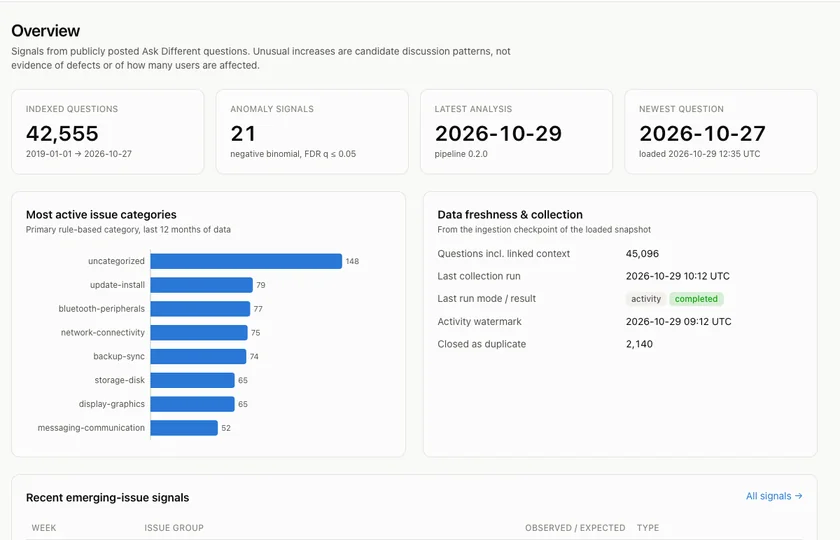 Overview
Signals from publicly posted Ask Different questions. Unusual increases are candidate discussion patterns, not
evidence of defects or of how many users are affected.
INDEXED QUESTIONS
42,555
2019-01-01 → 2026-10-27
ANOMALY SIGNALS
21
negative binomial, FDR q ≤ 0.05
LATEST ANALYSIS
2026-10-29
pipeline 0.2.0
NEWEST QUESTION
2026-10-27
loaded 2026-10-29 12:35 UTC
Most active issue categories
Primary rule-based category, last 12 months of data
uncategorized 148
update-install 79
bluetooth-peripherals 77
network-connectivity 75
backup-sync 74
storage-disk 65
display-graphics 65
messaging-communication 52
Data freshness & collection
From the ingestion checkpoint of the loaded snapshot
Questions incl. linked context 45,096
Last collection run 2026-10-29 10:12 UTC
Last run mode / result activity completed
Activity watermark 2026-10-29 09:12 UTC
Closed as duplicate 2,140
Recent emerging-issue signals
All signals →
WEEK ISSUE GROUP OBSERVED / EXPECTED TYPE